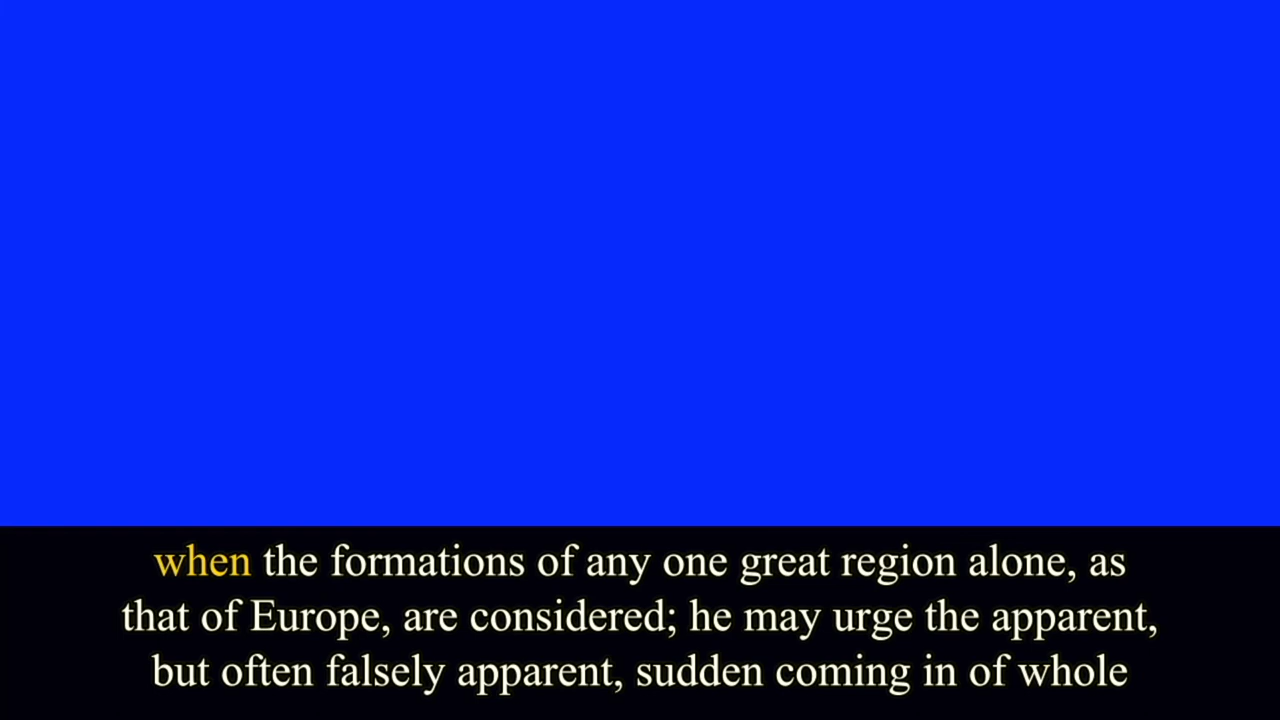 when the formations of any one great region alone, as
that of Europe, are considered; he may urge the apparent,
but often falsely apparent, sudden coming in of whole